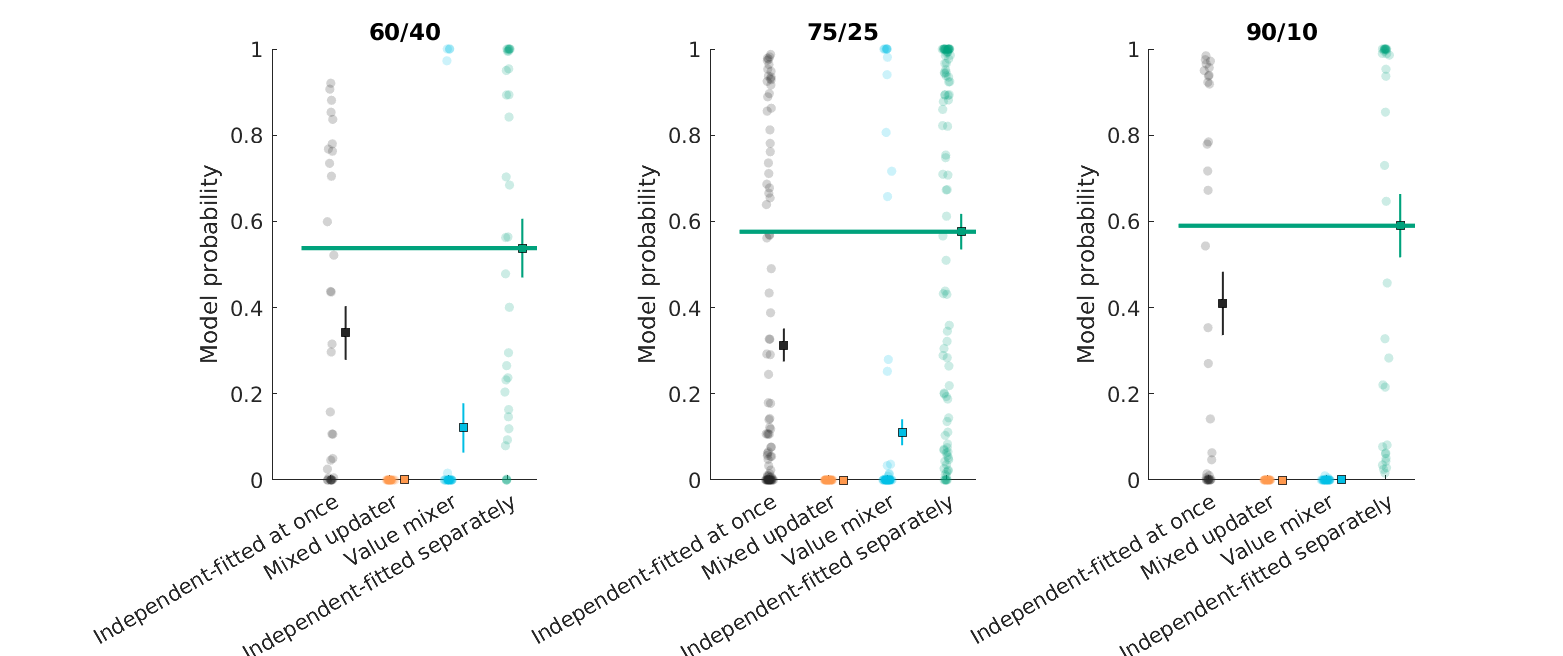 60/40
Model probability
1
0.8
0.6
0.4
0.2
0
Independent-fitted at once
Mixed updater
Value mixer
Independent-fitted separately
75/25
Model probability
1
0.8
0.6
0.4
0.2
0
Independent-fitted at once
Mixed updater
Value mixer
Independent-fitted separately
90/10
Model probability
1
0.8
0.6
0.4
0.2
0
Independent-fitted at once
Mixed updater
Value mixer
Independent-fitted separately